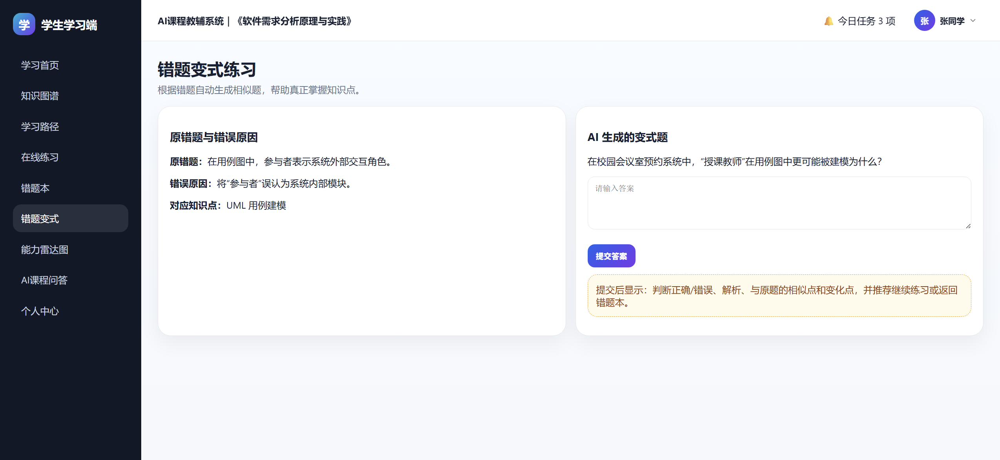 学 学生学习端
学习首页
知识图谱
学习路径
在线练习
错题本
错题变式
能力雷达图
AI课程问答
个人中心
AI课程教辅系统｜《软件需求分析原理与实践》
今日任务 3 项
张 张同学
错题变式练习
根据错题自动生成相似题，帮助真正掌握知识点。
原错题与错误原因
原错题：在用例图中，参与者表示系统外部交互角色。
错误原因：将“参与者”误认为系统内部模块。
对应知识点：UML 用例建模
AI 生成的变式题
在校园会议室预约系统中，“授课教师”在用例图中更可能被建模为什么？
请输入答案
提交答案
提交后显示：判断正确/错误、解析、与原题的相似点和变化点，并推荐继续练习或返回
错题本。